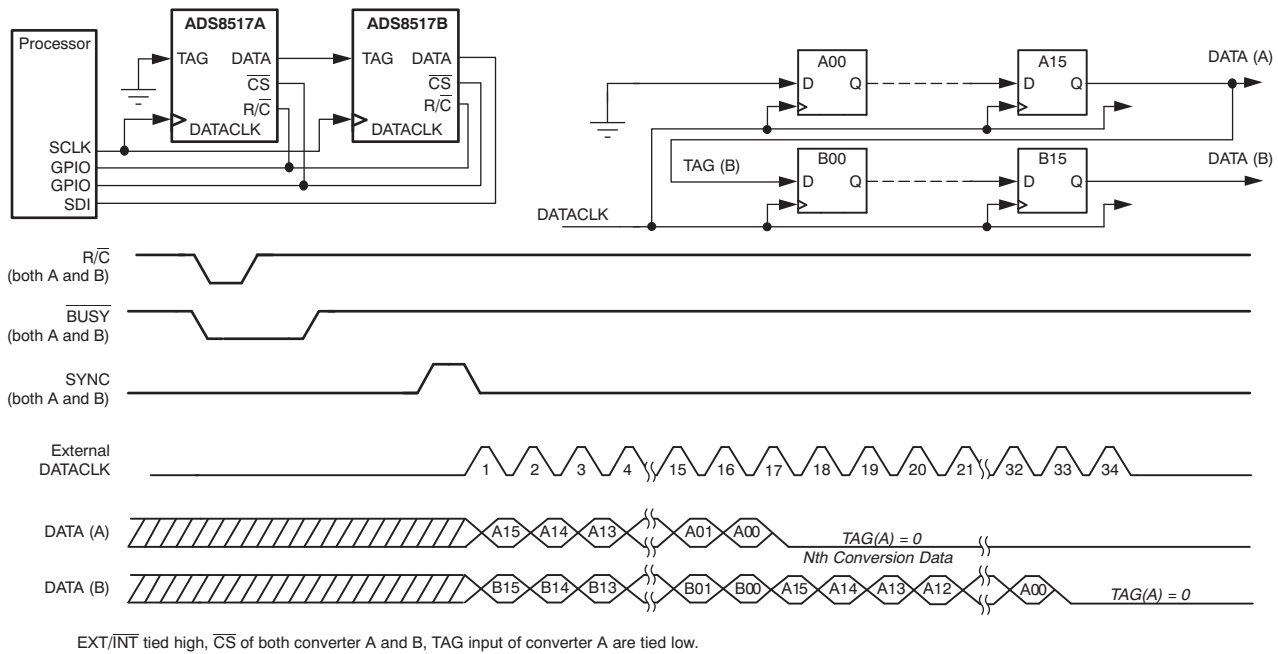 Processor
SCLK
GPIO
GPIO
SDI
ADS8517A
TAG DATA
CS
R/C
DATACLK
ADS8517B
TAG DATA
CS
R/C
DATACLK
A00
D Q
A15
D Q
DATA (A)
TAG (B)
B00
D Q
B15
D Q
DATA (B)
DATACLK
R/C
(both A and B)
BUSY
(both A and B)
SYNC
(both A and B)
External
DATACLK
1 2 3 4 15 16 17 18 19 20 21 32 33 34
DATA (A)
A15 A14 A13 A01 A00 TAG(A) = 0
Nth Conversion Data
DATA (B)
B15 B14 B13 B01 B00 A15 A14 A13 A12 A00 TAG(A) = 0
EXT/INT tied high, CS of both converter A and B, TAG input of converter A are tied low.